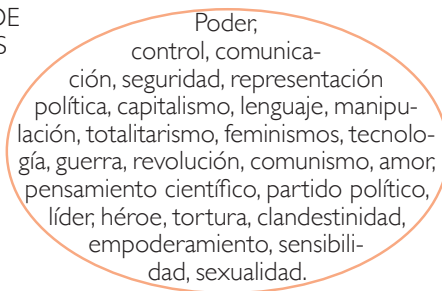 DE
S
Poder,
control, comunica-
ción, seguridad, representación
política, capitalismo, lenguaje, manipu-
lación, totalitarismo, feminismos, tecnolo-
gía, guerra, revolución, comunismo, amor,
pensamiento científico, partido político,
líder, héroe, tortura, clandestinidad,
empoderamiento, sensibili-
dad, sexualidad.